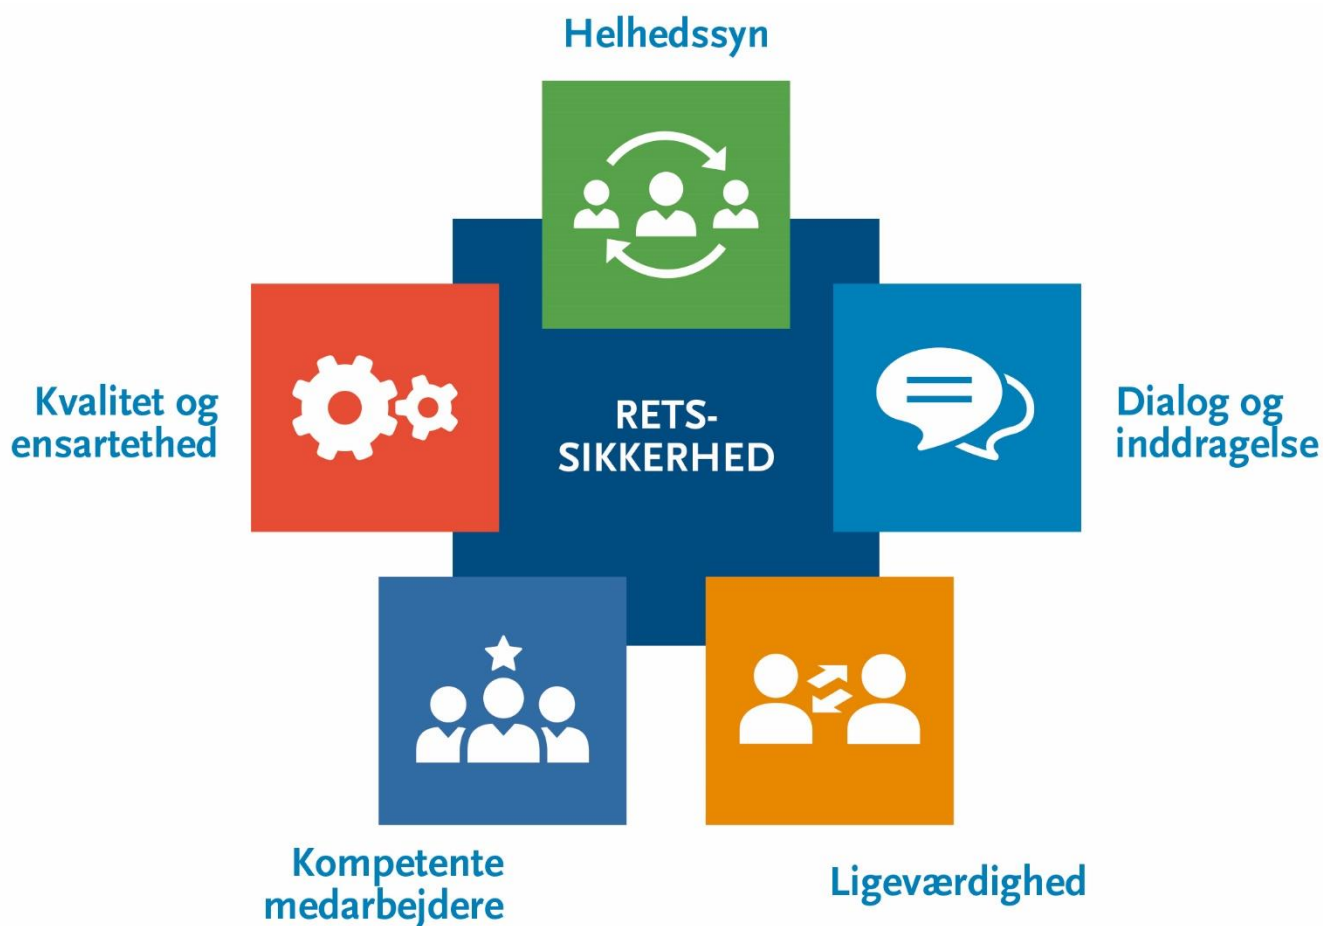 Helhedssyn
Kvalitet og
ensartethed
RETS-
SIKKERHED
Dialog og
inddragelse
Kompetente
medarbejdere
Ligeværdighed